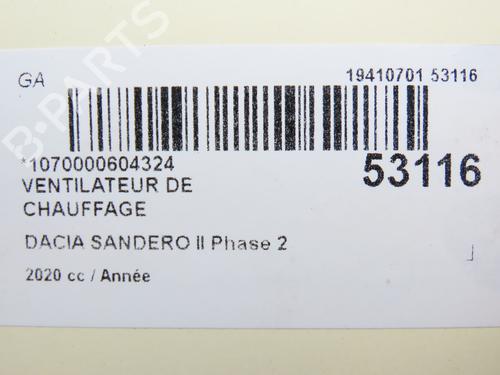 GA
19410701 53116
*1070000604324
53116
VENTILATEUR DE
CHAUFFAGE
DACIA SANDERO II Phase 2
2020 cc / Année
B-PARTS